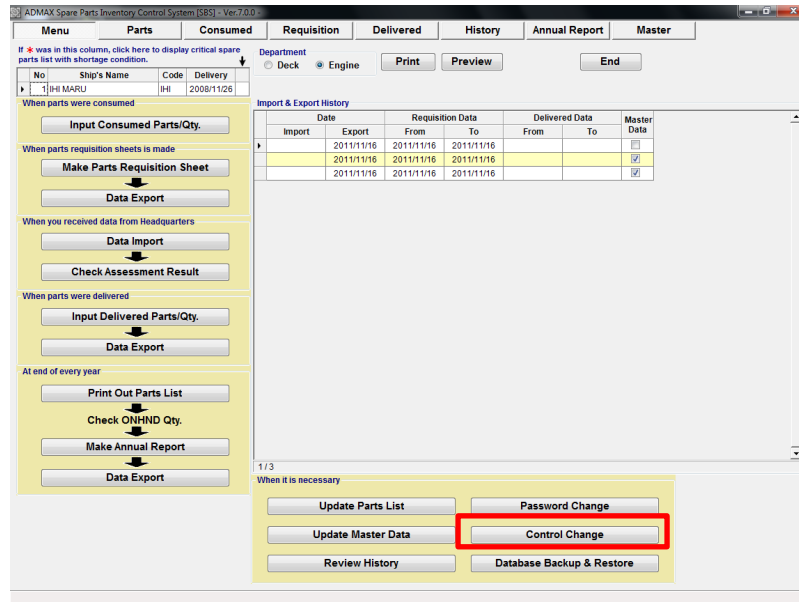 ADMAX Spare Parts Inventory Control System [SBS] - Ver.7.0.0
Menu Parts Consumed Requisition Delivered History Annual Report Master
If * was in this column, click here to display critical spare
parts list with shortage condition.
Department
Deck Engine Print Preview End
No Ship's Name Code Delivery
1 IHI MARU IHI 2008/11/26
When parts were consumed
Input Consumed Parts/Qty.
When parts requisition sheets is made
Make Parts Requisition Sheet
Data Export
When you received data from Headquarters
Data Import
Check Assessment Result
When parts were delivered
Input Delivered Parts/Qty.
Data Export
At end of every year
Print Out Parts List
Check ONHND Qty.
Make Annual Report
Data Export
Import & Export History
Date Requisition Data Delivered Data Master
Import Export From To From To Data
2011/11/16 2011/11/16 2011/11/16
2011/11/16 2011/11/16 2011/11/16
2011/11/16 2011/11/16 2011/11/16
1 / 3
When it is necessary
Update Parts List Password Change
Update Master Data Control Change
Review History Database Backup & Restore